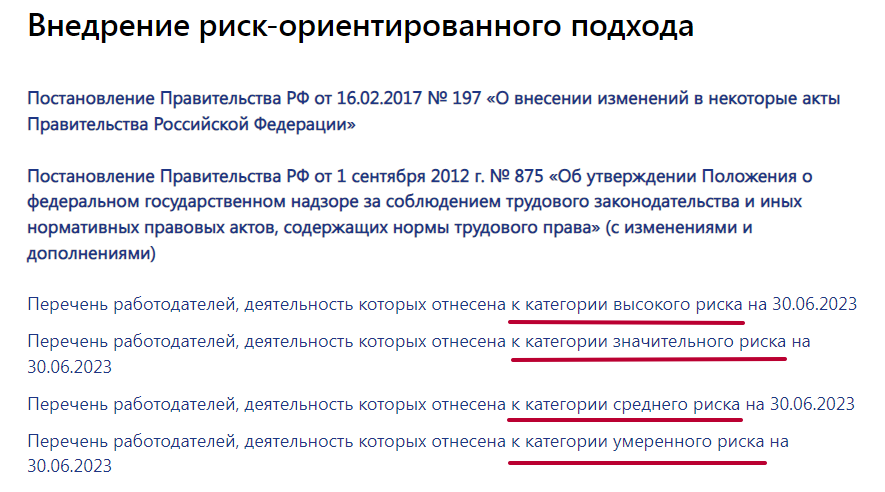 Внедрение риск-ориентированного подхода
Постановление Правительства РФ от 16.02.2017 № 197 «О внесении изменений в некоторые акты
Правительства Российской Федерации»
Постановление Правительства РФ от 1 сентября 2012 г. № 875 «Об утверждении Положения о
федеральном государственном надзоре за соблюдением трудового законодательства и иных
нормативных правовых актов, содержащих нормы трудового права» (с изменениями и
дополнениями)
Перечень работодателей, деятельность которых отнесена к категории высокого риска на 30.06.2023
Перечень работодателей, деятельность которых отнесена к категории значительного риска на
30.06.2023
Перечень работодателей, деятельность которых отнесена к категории среднего риска на 30.06.2023
Перечень работодателей, деятельность которых отнесена к категории умеренного риска на
30.06.2023